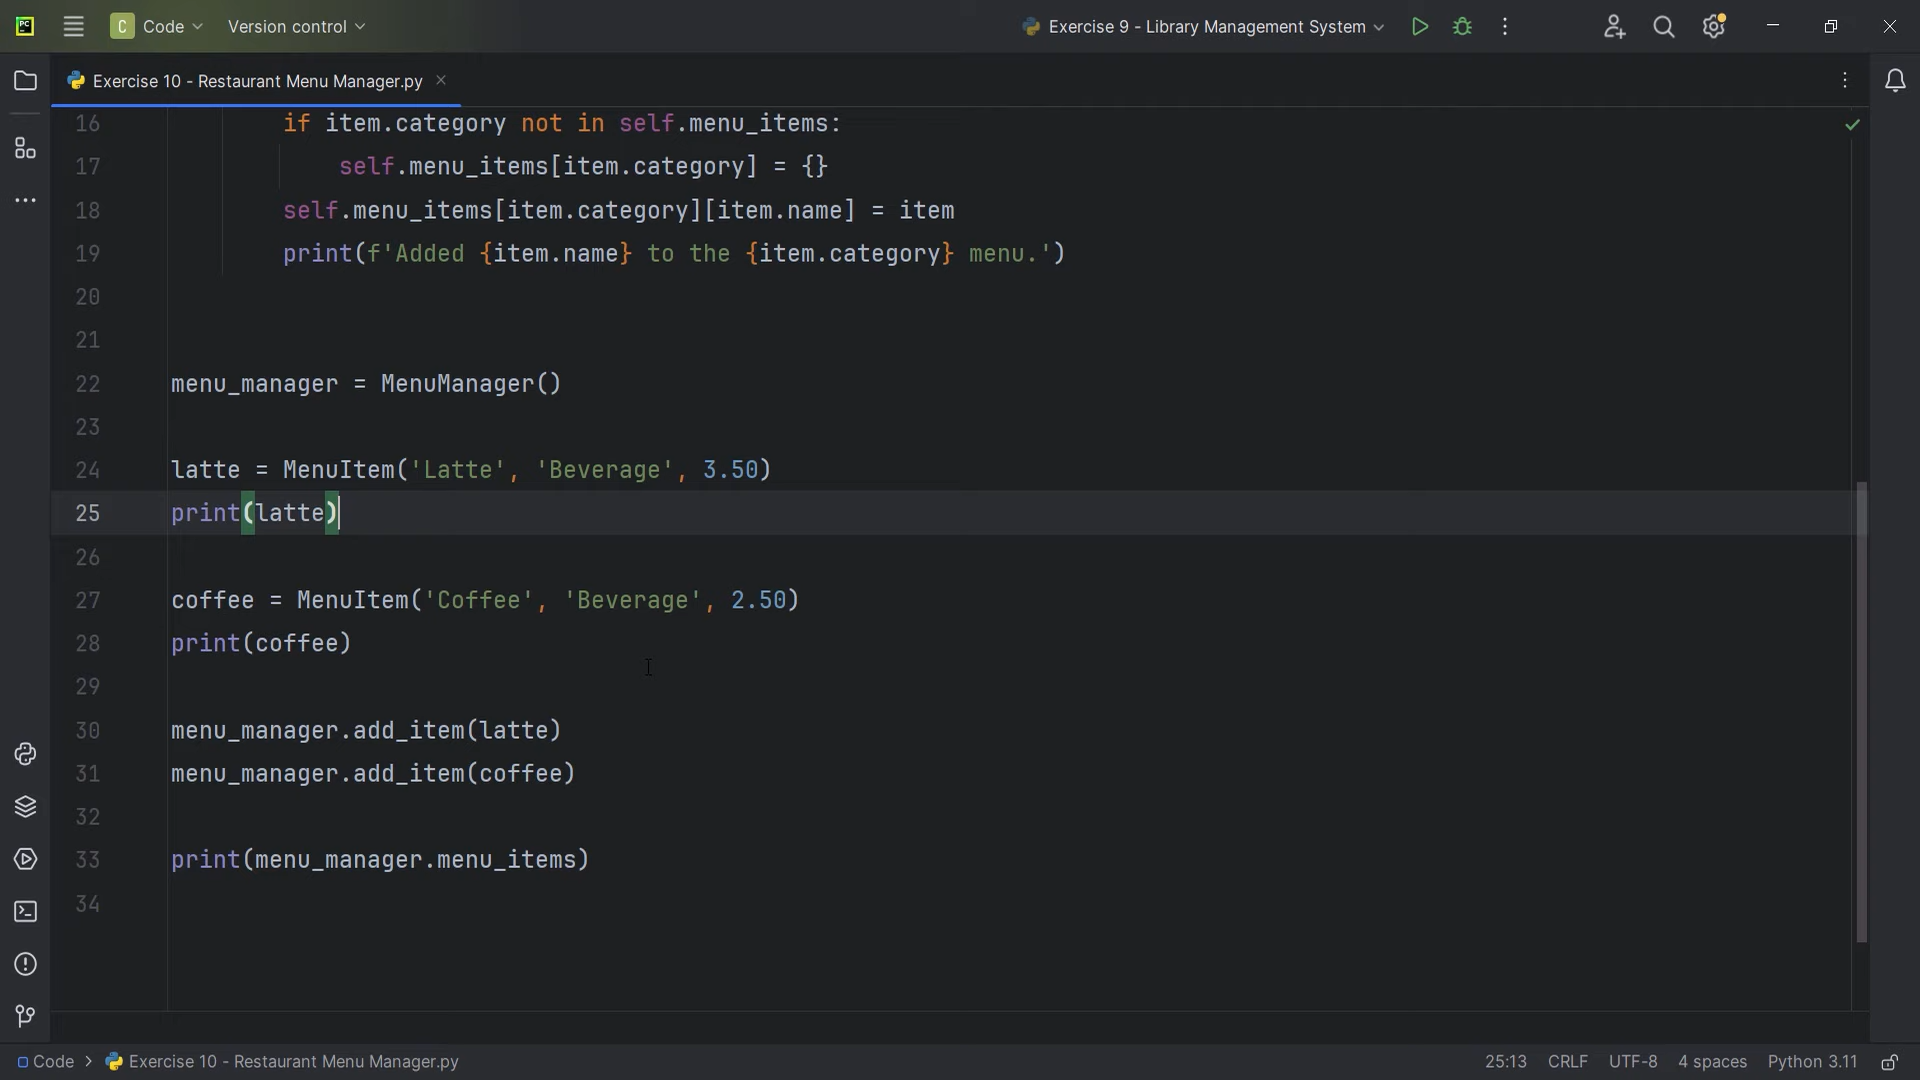 PC
C Code Version control Exercise 9 - Library Management System
Exercise 10 - Restaurant Menu Manager.py
16 if item.category not in self.menu_items:
17 self.menu_items[item.category] = {}
18 self.menu_items[item.category][item.name] = item
19 print(f'Added {item.name} to the {item.category} menu.')
20
21
22 menu_manager = MenuManager()
23
24 latte = MenuItem('Latte', 'Beverage', 3.50)
25 print(latte)
26
27 coffee = MenuItem('Coffee', 'Beverage', 2.50)
28 print(coffee)
29
30 menu_manager.add_item(latte)
31 menu_manager.add_item(coffee)
32
33 print(menu_manager.menu_items)
34
Code > Exercise 10 - Restaurant Menu Manager.py 25:13 CRLF UTF-8 4 spaces Python 3.11